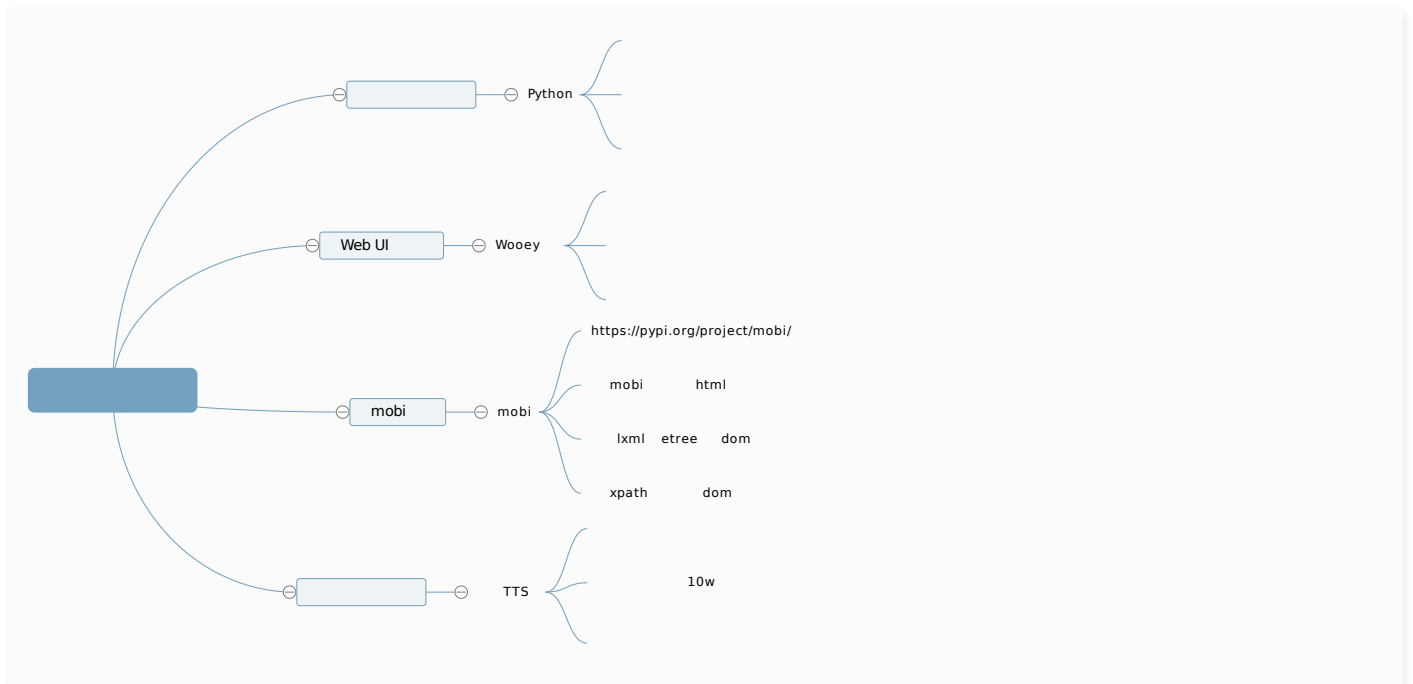 Python
Web UI
Wooey
https://pypi.org/project/mobi/
mobi html
mobi
mobi
lxml etree dom
xpath dom
10w
TTS